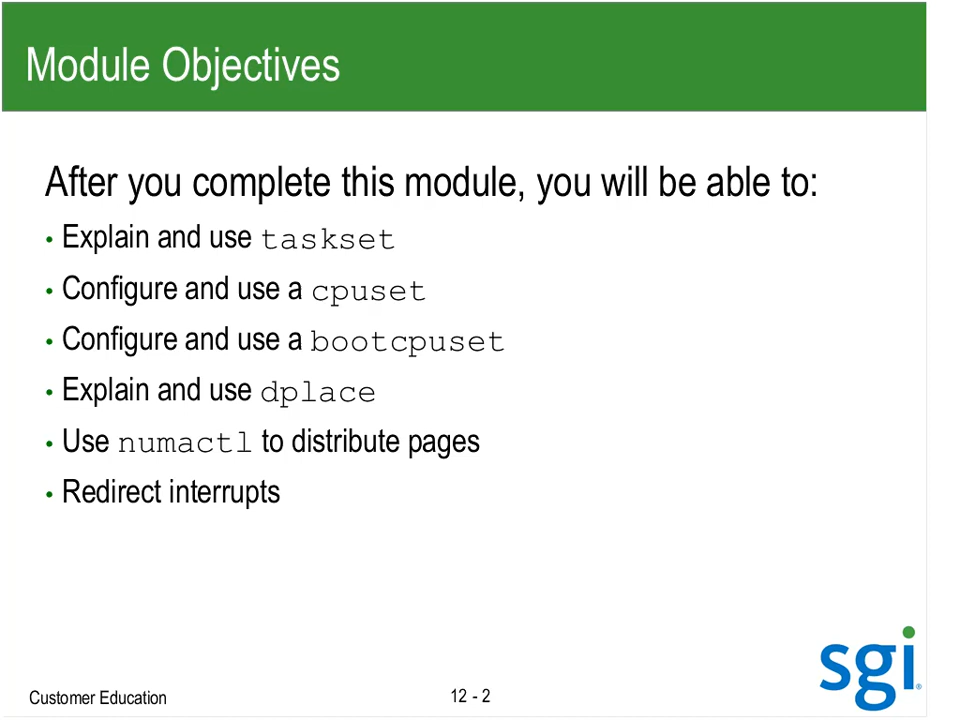 Module Objectives
After you complete this module, you will be able to:
• Explain and use taskset
• Configure and use a cpuset
• Configure and use a bootcpuset
• Explain and use dplace
• Use numactl to distribute pages
• Redirect interrupts
sgi®
Customer Education
12 - 2